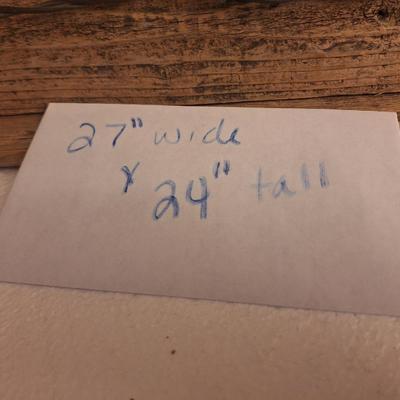 27" wide
x 24" tall